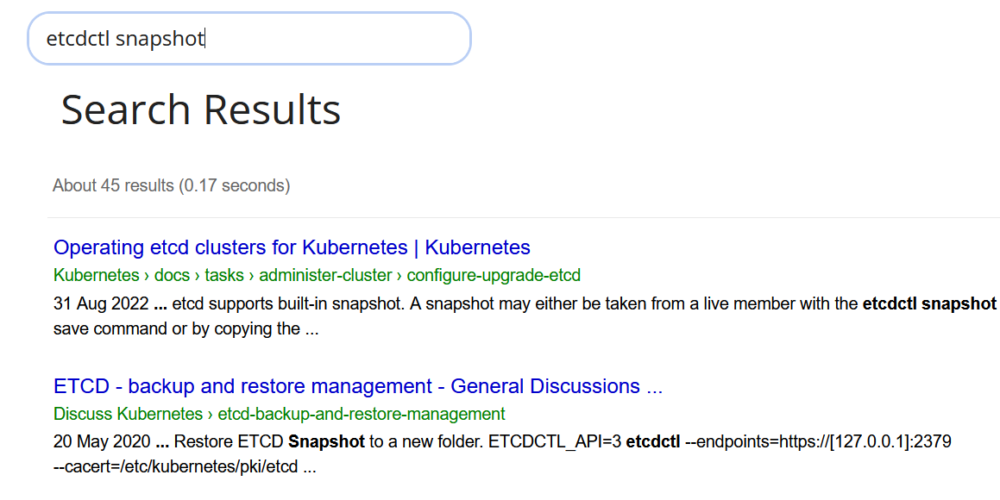 etcdctl snapshot
Search Results
About 45 results (0.17 seconds)
Operating etcd clusters for Kubernetes | Kubernetes
Kubernetes › docs › tasks › administer-cluster › configure-upgrade-etcd
31 Aug 2022 ... etcd supports built-in snapshot. A snapshot may either be taken from a live member with the etcdctl snapshot
save command or by copying the ...
ETCD - backup and restore management - General Discussions ...
Discuss Kubernetes › etcd-backup-and-restore-management
20 May 2020 ... Restore ETCD Snapshot to a new folder. ETCDCTL_API=3 etcdctl --endpoints=https://[127.0.0.1]:2379
--cacert=/etc/kubernetes/pki/etcd ...